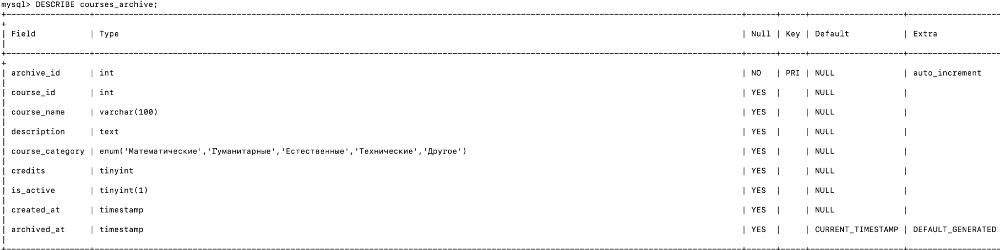 mysql> DESCRIBE courses_archive;
+-----------------+------------------------------------------------------------------------------------------------------------------------------------+------+-----+-------------------+-------------------
+
| Field           | Type                                                                                                                               | Null | Key | Default           | Extra
|
+-----------------+------------------------------------------------------------------------------------------------------------------------------------+------+-----+-------------------+-------------------
+
| archive_id      | int                                                                                                                                | NO   | PRI | NULL              | auto_increment
|
| course_id       | int                                                                                                                                | YES  |     | NULL              |
|
| course_name     | varchar(100)                                                                                                                       | YES  |     | NULL              |
|
| description     | text                                                                                                                               | YES  |     | NULL              |
|
| course_category | enum('Математические','Гуманитарные','Естественные','Технические','Другое')                                                        | YES  |     | NULL              |
|
| credits         | tinyint                                                                                                                            | YES  |     | NULL              |
|
| is_active       | tinyint(1)                                                                                                                         | YES  |     | NULL              |
|
| created_at      | timestamp                                                                                                                          | YES  |     | NULL              |
|
| archived_at     | timestamp                                                                                                                          | YES  |     | CURRENT_TIMESTAMP | DEFAULT_GENERATED
|
+-----------------+------------------------------------------------------------------------------------------------------------------------------------+------+-----+-------------------+-------------------